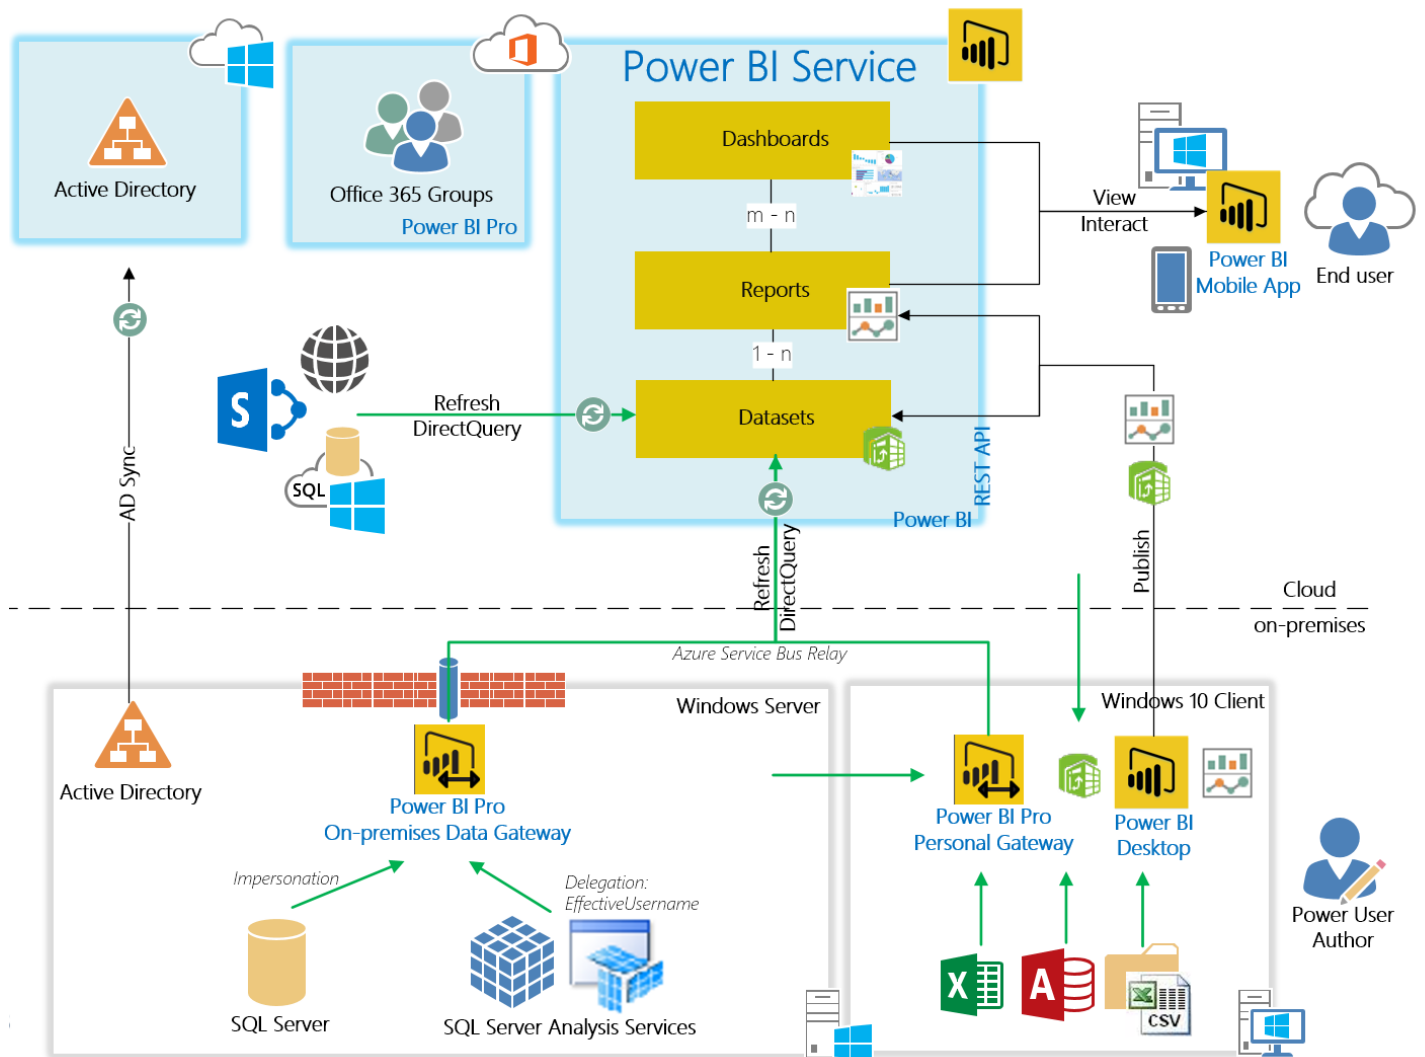 Power BI Service
Active Directory
Office 365 Groups
Power BI Pro
Dashboards
m - n
Reports
1 - n
Datasets
REST API
Power BI
View
Interact
Power BI
Mobile App
End user
S
Refresh
DirectQuery
SQL
AD Sync
Refresh
DirectQuery
Publish
Cloud
on-premises
Azure Service Bus Relay
Windows Server
Windows 10 Client
Active Directory
Power BI Pro
On-premises Data Gateway
Power BI Pro
Personal Gateway
Power BI
Desktop
Impersonation
Delegation:
EffectiveUsername
SQL Server
SQL Server Analysis Services
X
A
X
CSV
Power User
Author